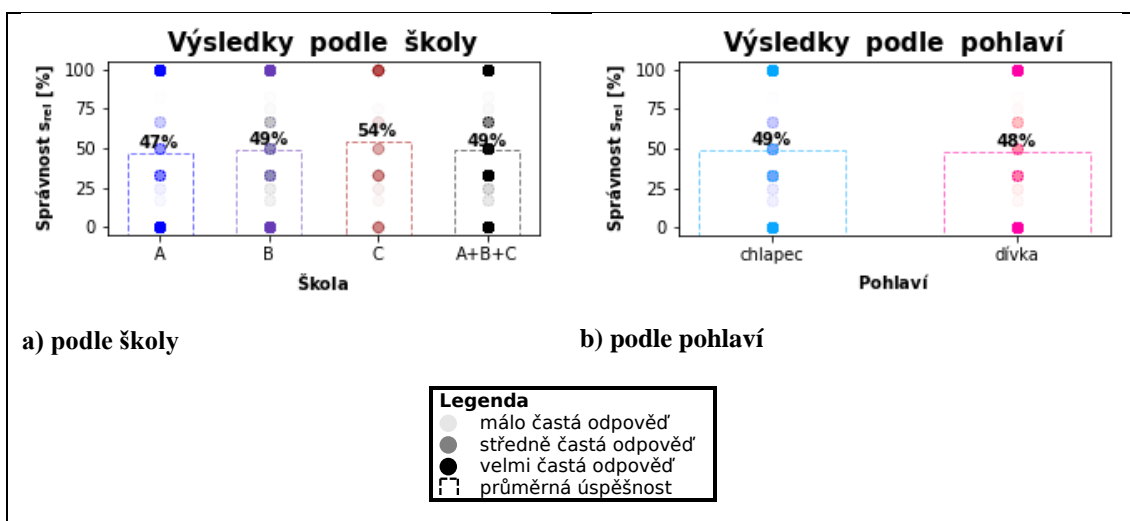 Výsledky podle školy
Správnost sᵣₑₗ [%]
100
75
50
25
0
47%
49%
54%
49%
A
B
C
A+B+C
Škola
a) podle školy
Výsledky podle pohlaví
Správnost sᵣₑₗ [%]
100
75
50
25
0
49%
48%
chlapec
dívka
Pohlaví
b) podle pohlaví
Legenda
málo častá odpověď
středně častá odpověď
velmi častá odpověď
průměrná úspěšnost